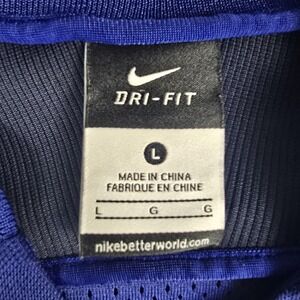 DRI-FIT
L
MADE IN CHINA
FABRIQUE EN CHINE
L G G
nikebetterworld.com